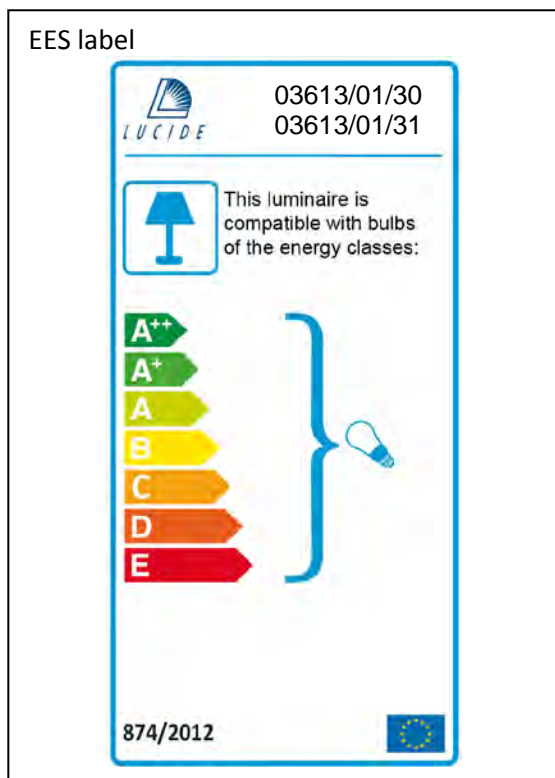 EES label
LUCIDE
03613/01/30
03613/01/31
This luminaire is
compatible with bulbs
of the energy classes:
A++
A+
A
B
C
D
E
874/2012